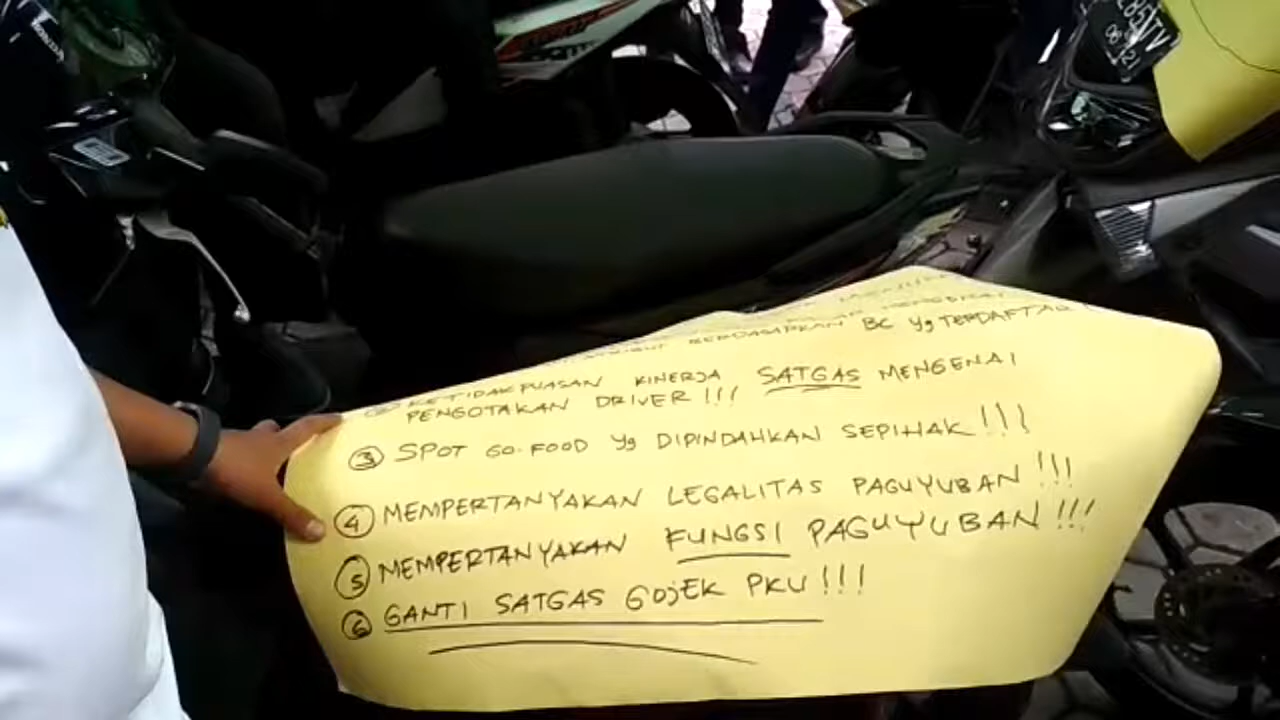 BERDASARKAN BC Yg TERDAFTAR
KETIDAKPUASAN KINERJA SATGAS MENGENAI
PENGOTAKAN DRIVER!!!
③ SPOT GO-FOOD Yg DIPINDAHKAN SEPIHAK!!!
④ MEMPERTANYAKAN LEGALITAS PAGUYUBAN!!!
⑤ MEMPERTANYAKAN FUNGSI PAGUYUBAN!!!
⑥ GANTI SATGAS GOJEK PKU!!!